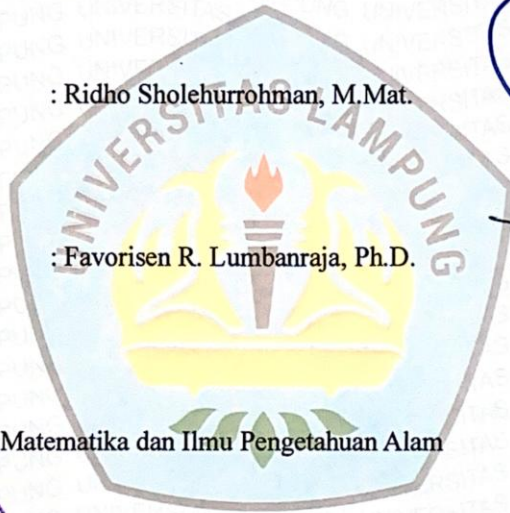 : Ridho Sholehurrohman, M.Mat.
UNIVERSITAS LAMPUNG
: Favorisen R. Lumbanraja, Ph.D.
Matematika dan Ilmu Pengetahuan Alam